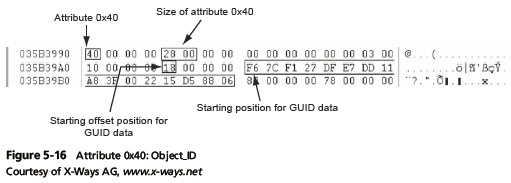 Attribute 0x40
Size of attribute 0x40
035B3990 40 00 00 00 28 00 00 00 00 00 00 00 00 00 03 00 @...(...........
035B39A0 10 00 00 00 18 00 00 00 F6 7C F1 27 DF E7 DD 11 ........ö|ñ'ßçÝ.
035B39B0 A8 3F 00 22 15 D5 88 06 00 00 00 78 00 00 00
Starting position for GUID data
Starting offset position for
GUID data
Figure 5-16 Attribute 0x40: Object_ID
Courtesy of X-Ways AG, www.x-ways.net